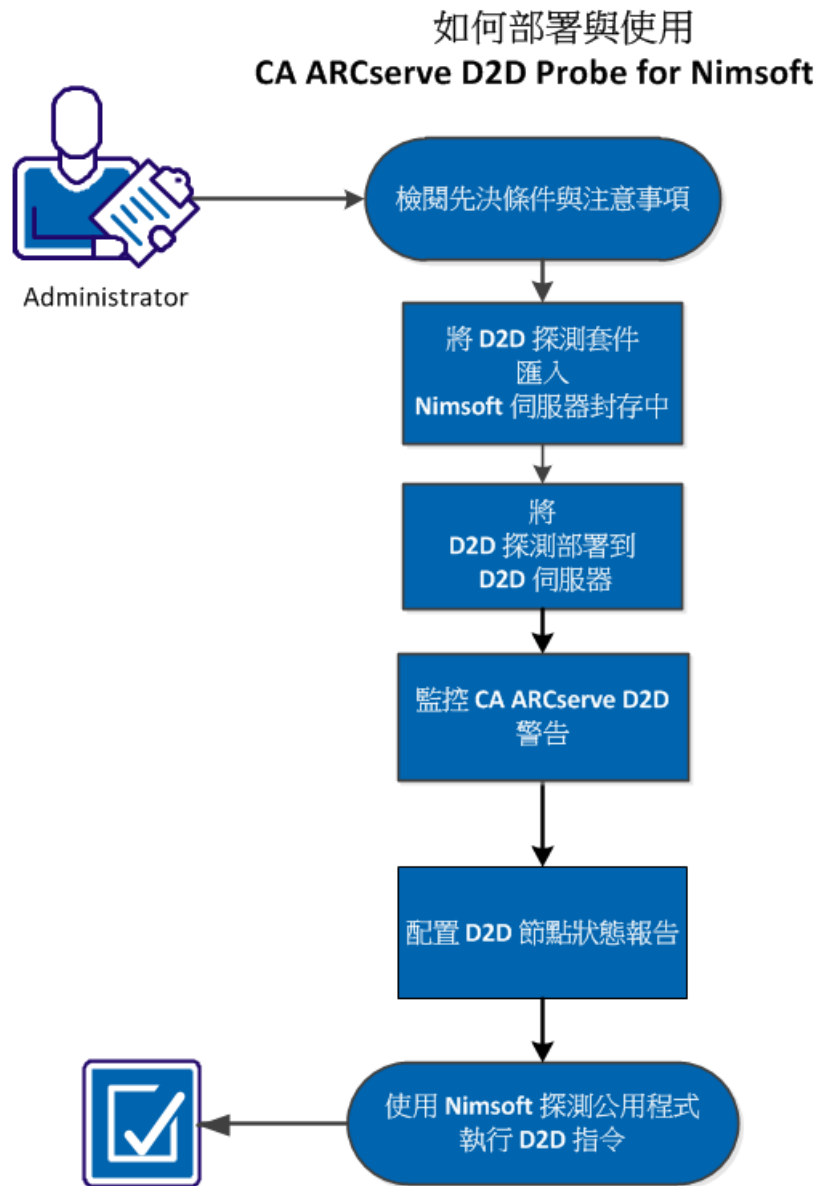 如何部署與使用
CA ARCserve D2D Probe for Nimsoft
Administrator
檢閱先決條件與注意事項
將 D2D 探測套件
匯入
Nimsoft 伺服器封存中
將
D2D 探測部署到
D2D 伺服器
監控 CA ARCserve D2D
警告
配置 D2D 節點狀態報告
使用 Nimsoft 探測公用程式
執行 D2D 指令